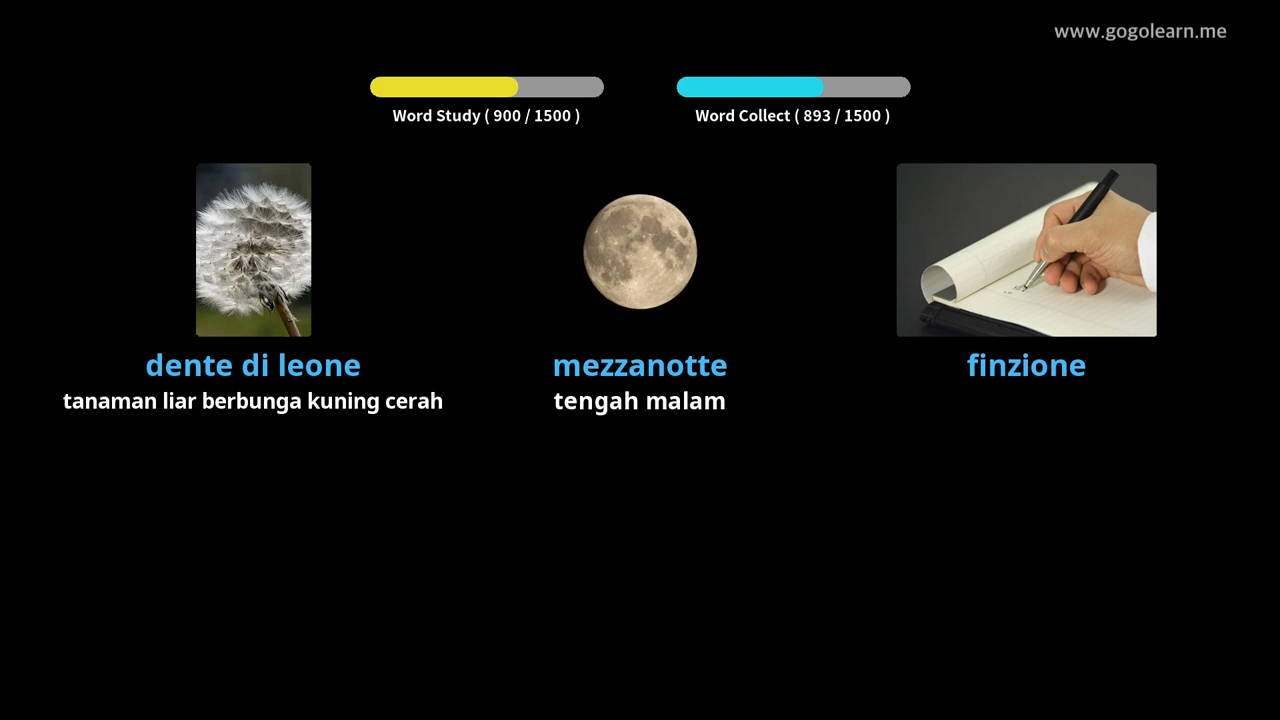 www.gogolearn.me
Word Study ( 900 / 1500 )
Word Collect ( 893 / 1500 )
dente di leone
tanaman liar berbunga kuning cerah
mezzanotte
tengah malam
finzione